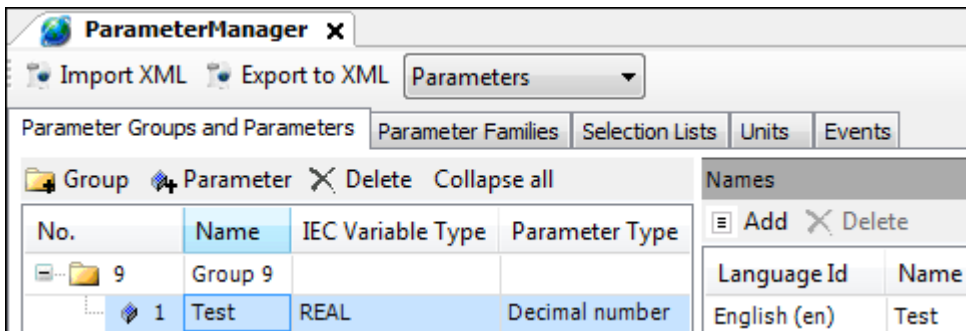 ParameterManager X
Import XML Export to XML Parameters
Parameter Groups and Parameters Parameter Families Selection Lists Units Events
Group Parameter Delete Collapse all
Names
Add Delete
No. Name IEC Variable Type Parameter Type
9 Group 9
1 Test REAL Decimal number
Language Id Name
English (en) Test